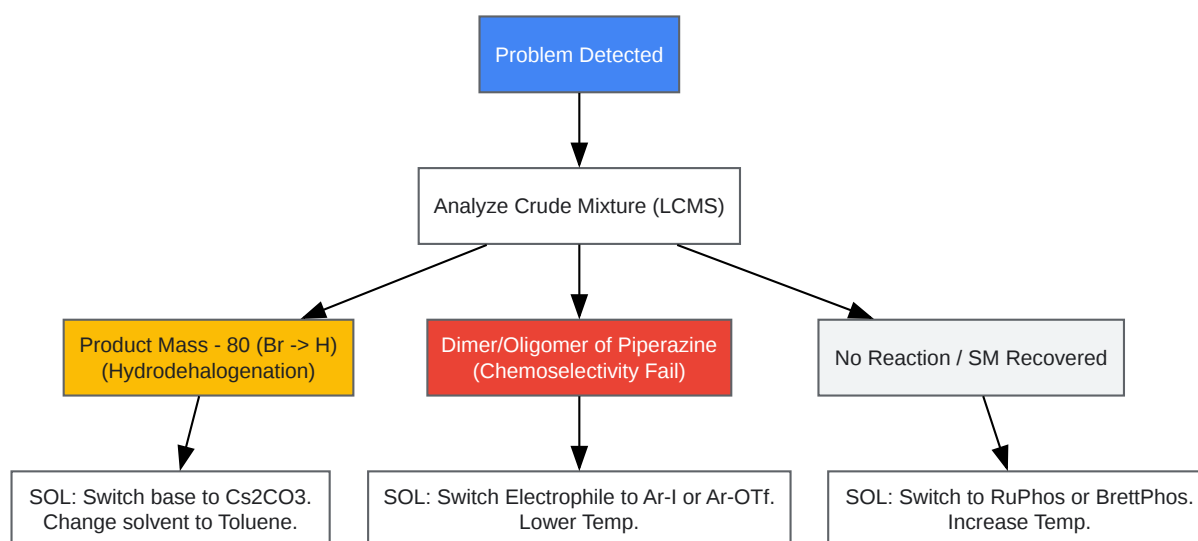 Problem Detected
Analyze Crude Mixture (LCMS)
Product Mass - 80 (Br -> H)
(Hydrodehalogenation)
Dimer/Oligomer of Piperazine
(Chemoselectivity Fail)
No Reaction / SM Recovered
SOL: Switch base to Cs2CO3.
Change solvent to Toluene.
SOL: Switch Electrophile to Ar-I or Ar-OTf.
Lower Temp.
SOL: Switch to RuPhos or BrettPhos.
Increase Temp.